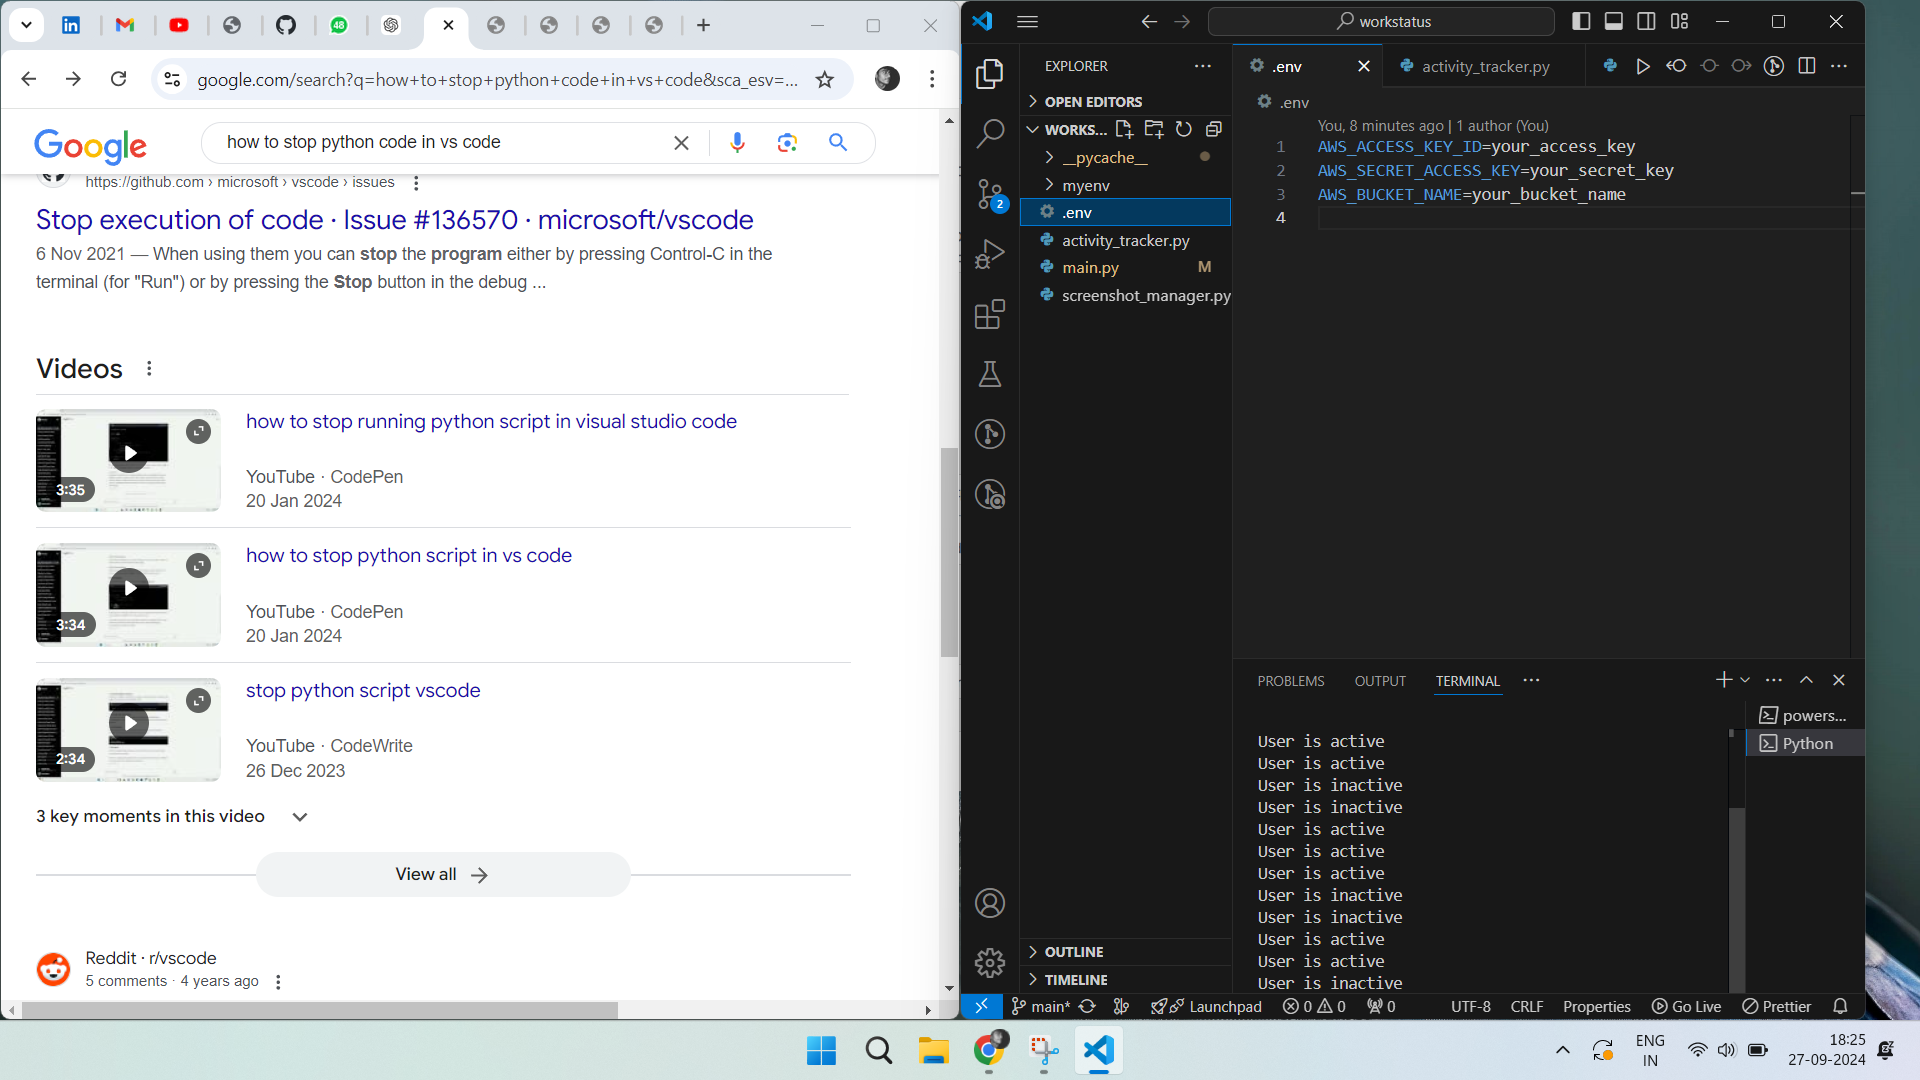 48
google.com/search?q=how+to+stop+python+code+in+vs+code&sca_esv=...
Google
how to stop python code in vs code
https://github.com › microsoft › vscode › issues
Stop execution of code · Issue #136570 · microsoft/vscode
6 Nov 2021 — When using them you can stop the program either by pressing Control-C in the
terminal (for "Run") or by pressing the Stop button in the debug ...
Videos
how to stop running python script in visual studio code
YouTube · CodePen
20 Jan 2024
3:35
how to stop python script in vs code
YouTube · CodePen
20 Jan 2024
3:34
stop python script vscode
YouTube · CodeWrite
26 Dec 2023
2:34
3 key moments in this video
View all
Reddit · r/vscode
5 comments · 4 years ago
workstatus
EXPLORER
OPEN EDITORS
WORKS...
__pycache__
myenv
.env
activity_tracker.py
main.py M
screenshot_manager.py
2
OUTLINE
TIMELINE
.env
activity_tracker.py
.env
You, 8 minutes ago | 1 author (You)
1 AWS_ACCESS_KEY_ID=your_access_key
2 AWS_SECRET_ACCESS_KEY=your_secret_key
3 AWS_BUCKET_NAME=your_bucket_name
4
PROBLEMS OUTPUT TERMINAL
powers...
Python
User is active
User is active
User is inactive
User is inactive
User is active
User is active
User is active
User is inactive
User is inactive
User is active
User is active
User is inactive
main* Launchpad 0 0 0 UTF-8 CRLF Properties Go Live Prettier
ENG
IN
18:25
27-09-2024